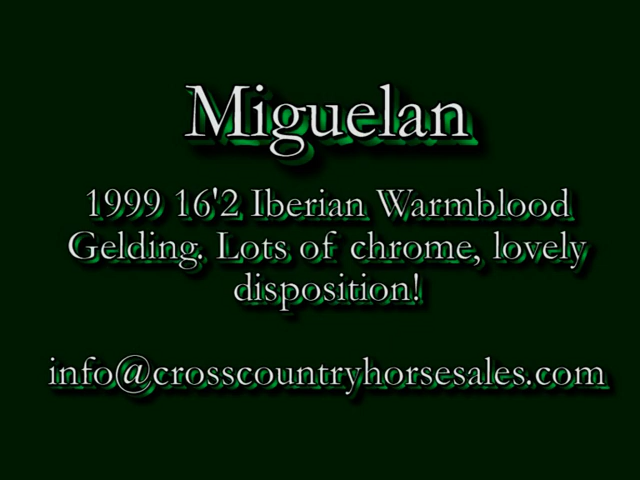 Miguelan
1999 16'2 Iberian Warmblood
Gelding. Lots of chrome, lovely
disposition!
info@crosscountryhorsesales.com